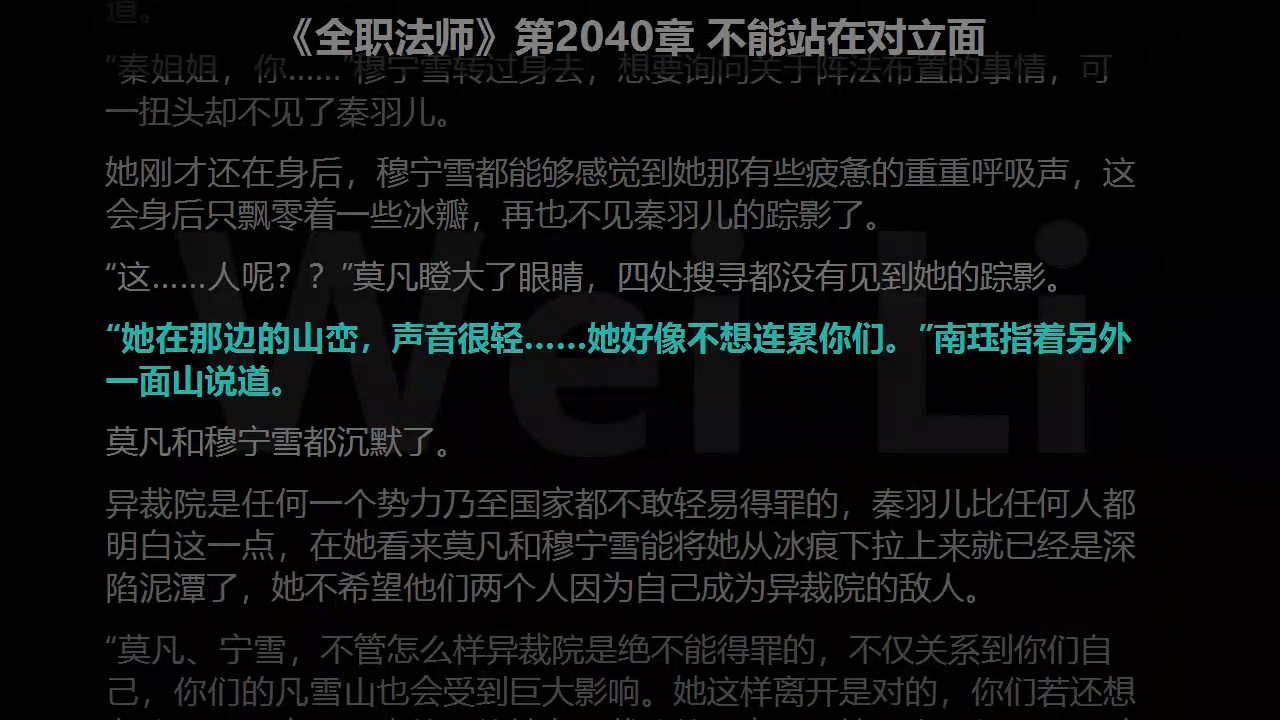 道。
《全职法师》第2040章 不能站在对立面
“秦姐姐，你……”穆宁雪转过身去，想要询问关于阵法布置的事情，可
一扭头却不见了秦羽儿。
她刚才还在身后，穆宁雪都能够感觉到她那有些疲惫的重重呼吸声，这
会身后只飘零着一些冰瓣，再也不见秦羽儿的踪影了。
“这……人呢？？”莫凡瞪大了眼睛，四处搜寻都没有见到她的踪影。
“她在那边的山峦，声音很轻……她好像不想连累你们。”南珏指着另外
一面山说道。
莫凡和穆宁雪都沉默了。
异裁院是任何一个势力乃至国家都不敢轻易得罪的，秦羽儿比任何人都
明白这一点，在她看来莫凡和穆宁雪能将她从冰痕下拉上来就已经是深
陷泥潭了，她不希望他们两个人因为自己成为异裁院的敌人。
“莫凡、宁雪，不管怎么样异裁院是绝不能得罪的，不仅关系到你们自
己，你们的凡雪山也会受到巨大影响。她这样离开是对的，你们若还想
Wei Li